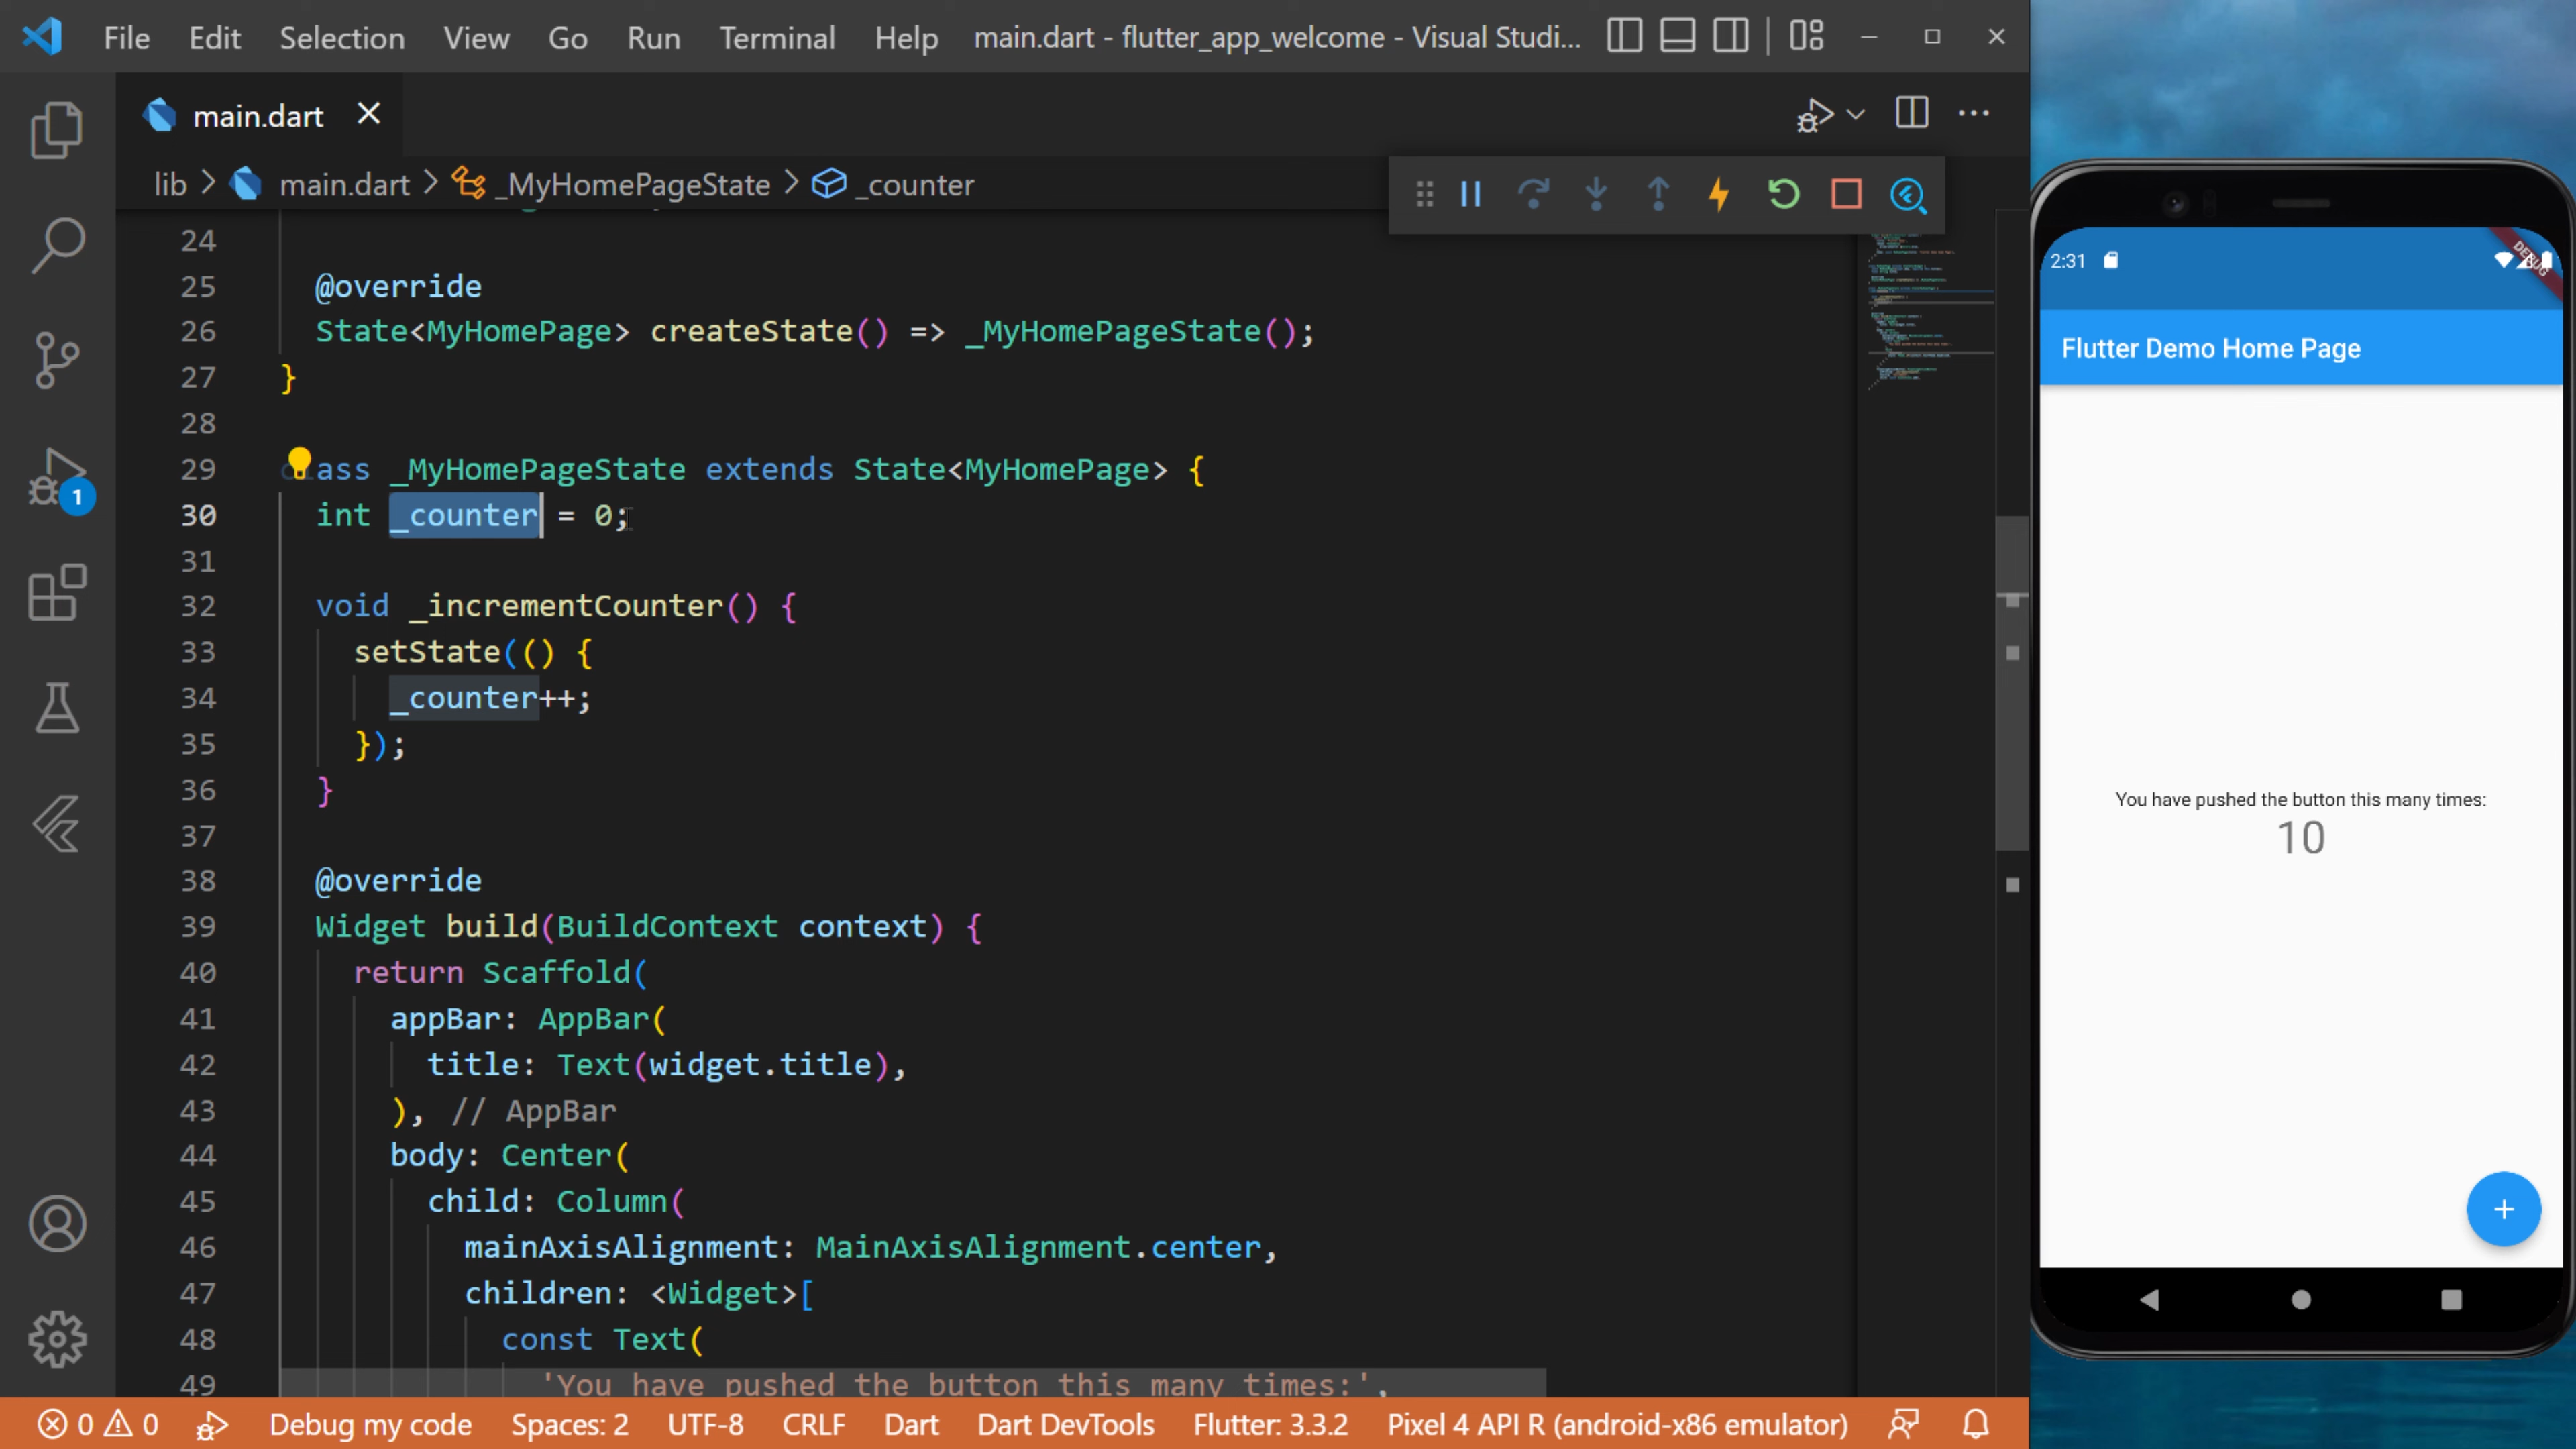 File Edit Selection View Go Run Terminal Help main.dart - flutter_app_welcome - Visual Studi...
main.dart
lib > main.dart > _MyHomePageState > _counter
24
25 @override
26 State<MyHomePage> createState() => _MyHomePageState();
27 }
28
29 class _MyHomePageState extends State<MyHomePage> {
30 int _counter = 0;
31
32 void _incrementCounter() {
33 setState(() {
34 _counter++;
35 });
36 }
37
38 @override
39 Widget build(BuildContext context) {
40 return Scaffold(
41 appBar: AppBar(
42 title: Text(widget.title),
43 ), // AppBar
44 body: Center(
45 child: Column(
46 mainAxisAlignment: MainAxisAlignment.center,
47 children: <Widget>[
48 const Text(
49 'You have pushed the button this many times:',
1
0 0 Debug my code Spaces: 2 UTF-8 CRLF Dart Dart DevTools Flutter: 3.3.2 Pixel 4 API R (android-x86 emulator)
2:31
DEBUG
Flutter Demo Home Page
You have pushed the button this many times:
10
+